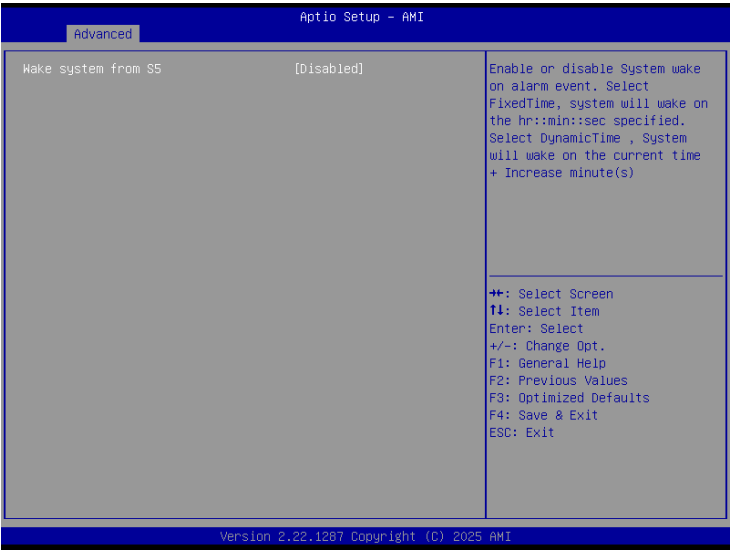 Aptio Setup - AMI
Advanced
Wake system from S5 [Disabled]
Enable or disable System wake
on alarm event. Select
FixedTime, system will wake on
the hr::min::sec specified.
Select DynamicTime , System
will wake on the current time
+ Increase minute(s)
→←: Select Screen
↑↓: Select Item
Enter: Select
+/-: Change Opt.
F1: General Help
F2: Previous Values
F3: Optimized Defaults
F4: Save & Exit
ESC: Exit
Version 2.22.1287 Copyright (C) 2025 AMI